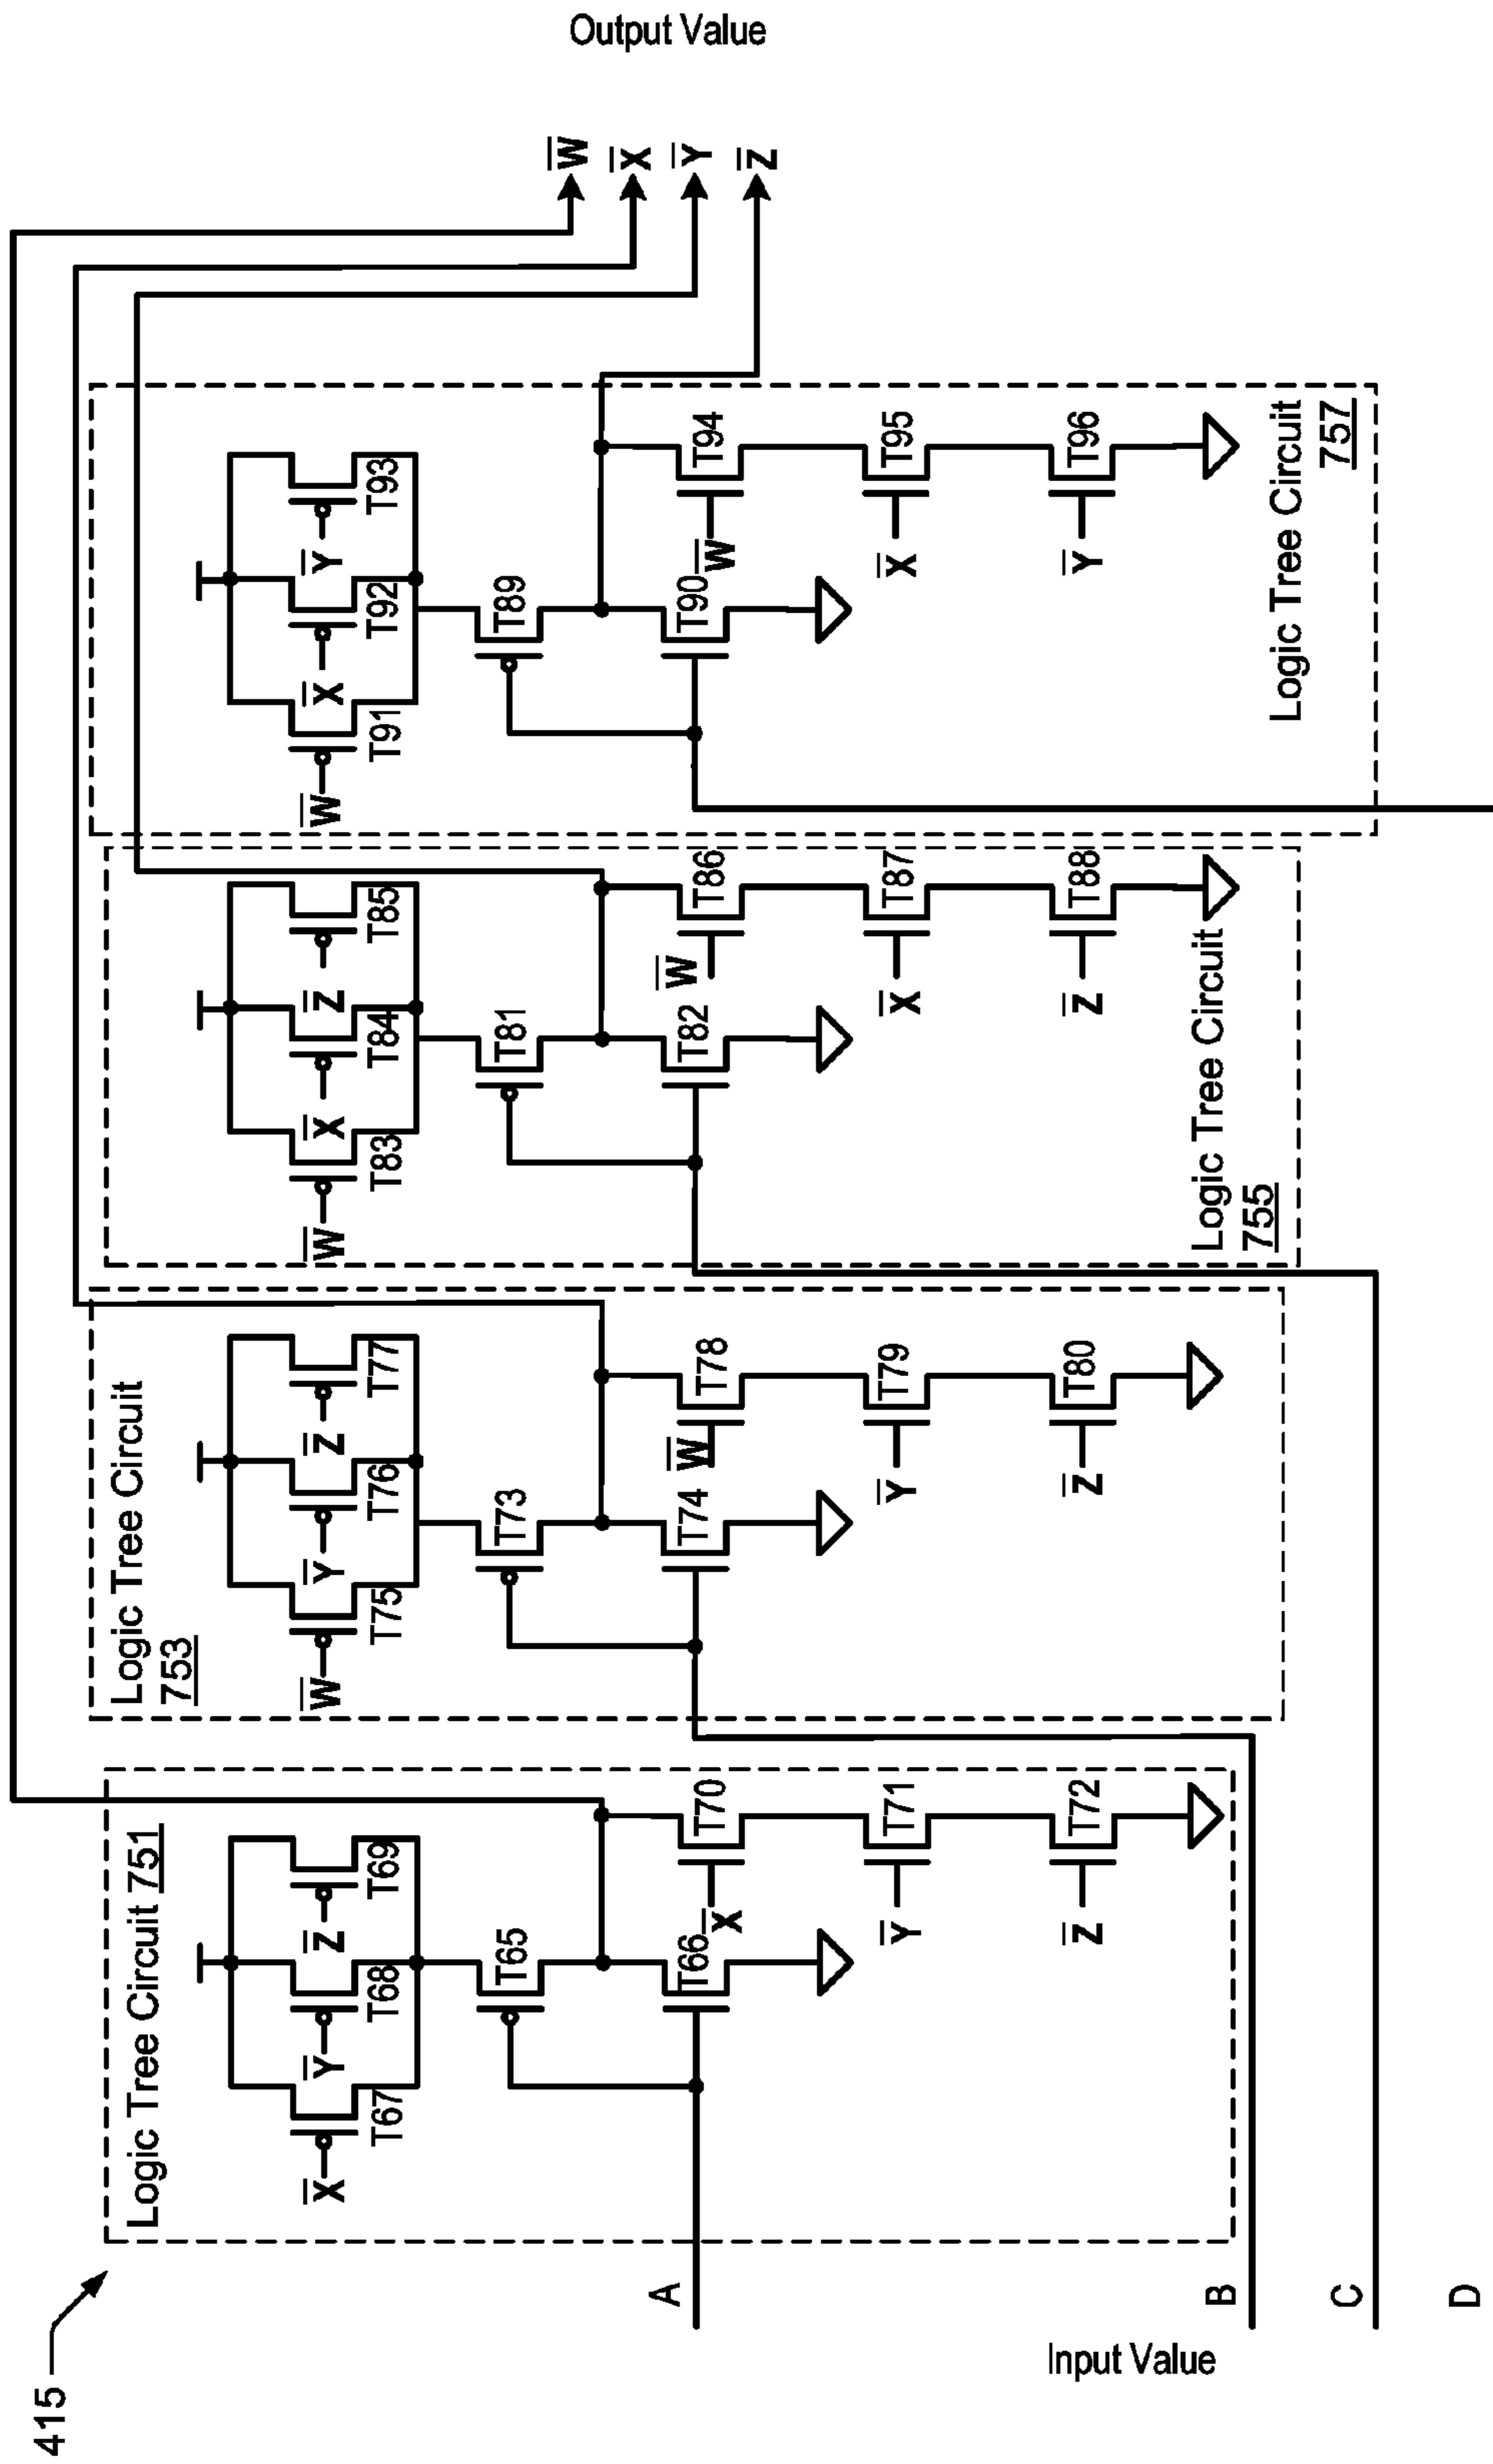 415
Logic Tree Circuit 751
X̅
T67
Y̅
T68
Z̅
T69
T65
T66
X̅
T70
Y̅
T71
Z̅
T72
Logic Tree Circuit
753
W̅
T75
Y̅
T76
Z̅
T77
T73
T74
W̅
T78
Y̅
T79
Z̅
T80
W̅
T83
X̅
T84
Z̅
T85
T81
T82
W̅
T86
X̅
T87
Z̅
T88
Logic Tree Circuit
755
W̅
T91
X̅
T92
Y̅
T93
T89
T90
W̅
T94
X̅
T95
Y̅
T96
Logic Tree Circuit
757
A
B
C
D
Input Value
W̅
X̅
Y̅
Z̅
Output Value